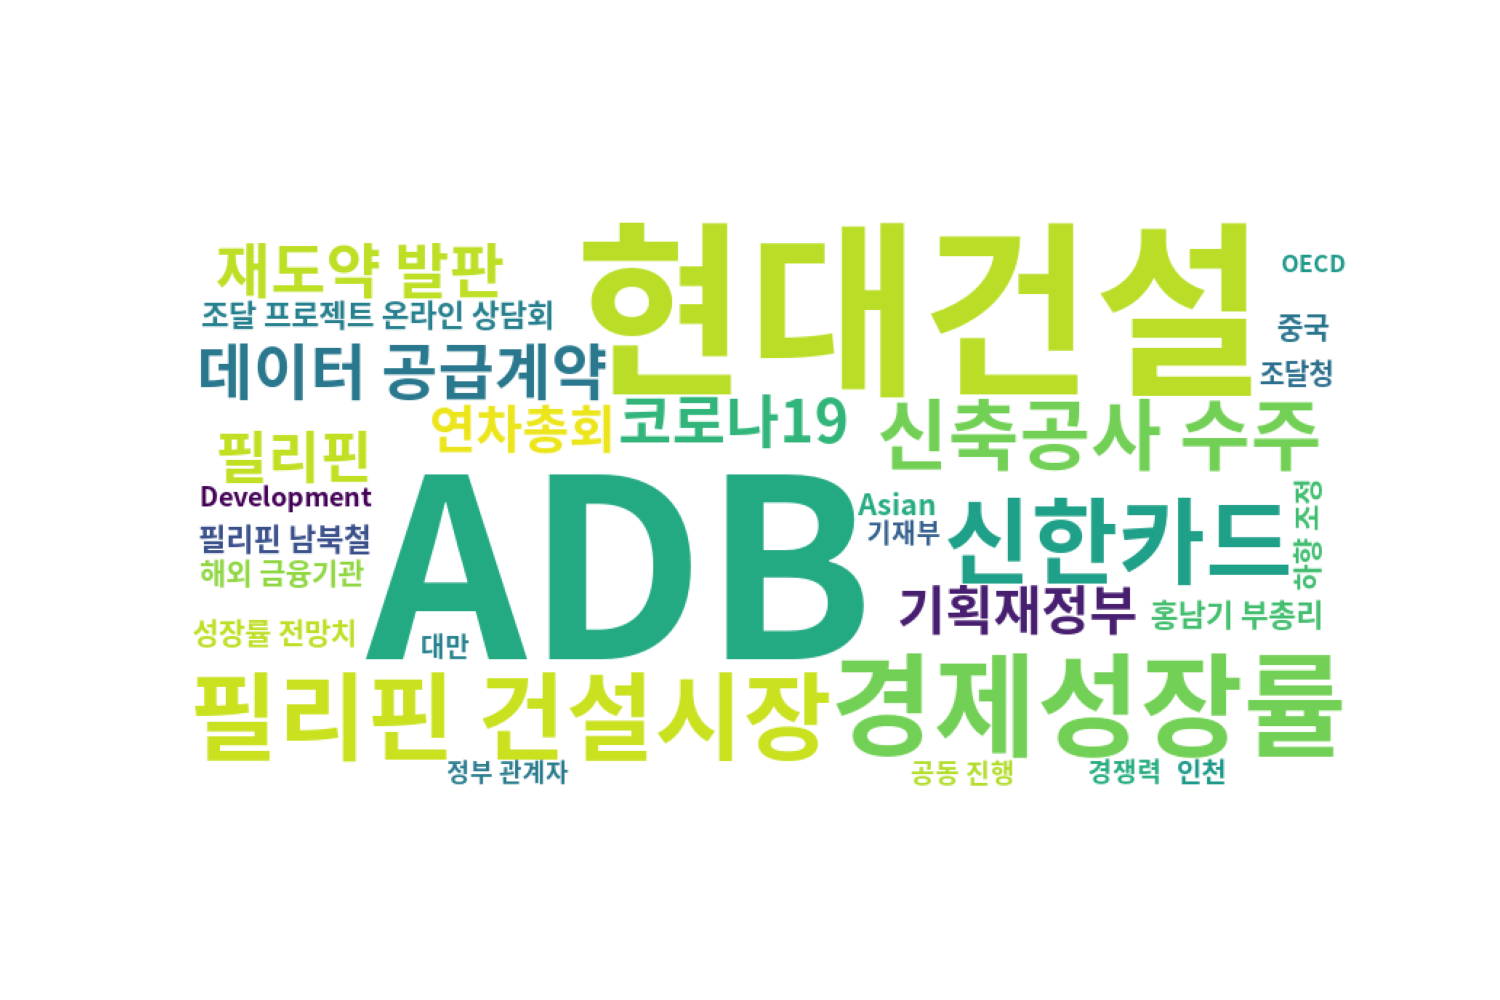 현대건설
재도약 발판
OECD
조달 프로젝트 온라인 상담회
중국
데이터 공급계약
조달청
연차총회
코로나19
신축공사 수주
필리핀
ADB
Development
Asian
신한카드
하향 조정
필리핀 남북철
기재부
해외 금융기관
기획재정부
홍남기 부총리
성장률 전망치
대만
필리핀 건설시장
경제성장률
정부 관계자
공동 진행
경쟁력
인천